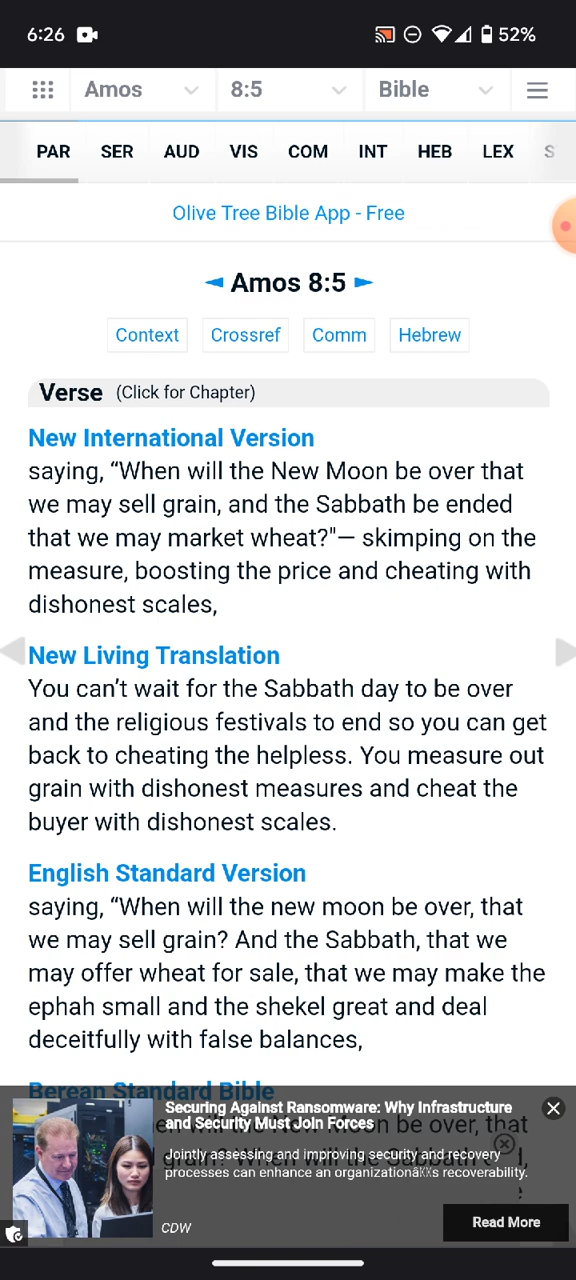 6:26 52%
Amos 8:5 Bible
PAR SER AUD VIS COM INT HEB LEX S
Olive Tree Bible App - Free
Amos 8:5
Context Crossref Comm Hebrew
Verse (Click for Chapter)
New International Version
saying, “When will the New Moon be over that
we may sell grain, and the Sabbath be ended
that we may market wheat?"— skimping on the
measure, boosting the price and cheating with
dishonest scales,
New Living Translation
You can’t wait for the Sabbath day to be over
and the religious festivals to end so you can get
back to cheating the helpless. You measure out
grain with dishonest measures and cheat the
buyer with dishonest scales.
English Standard Version
saying, “When will the new moon be over, that
we may sell grain? And the Sabbath, that we
may offer wheat for sale, that we may make the
ephah small and the shekel great and deal
deceitfully with false balances,
Berean Standard Bible
Securing Against Ransomware: Why Infrastructure
and Security Must Join Forces
Jointly assessing and improving security and recovery
processes can enhance an recoverability.
CDW
Read More